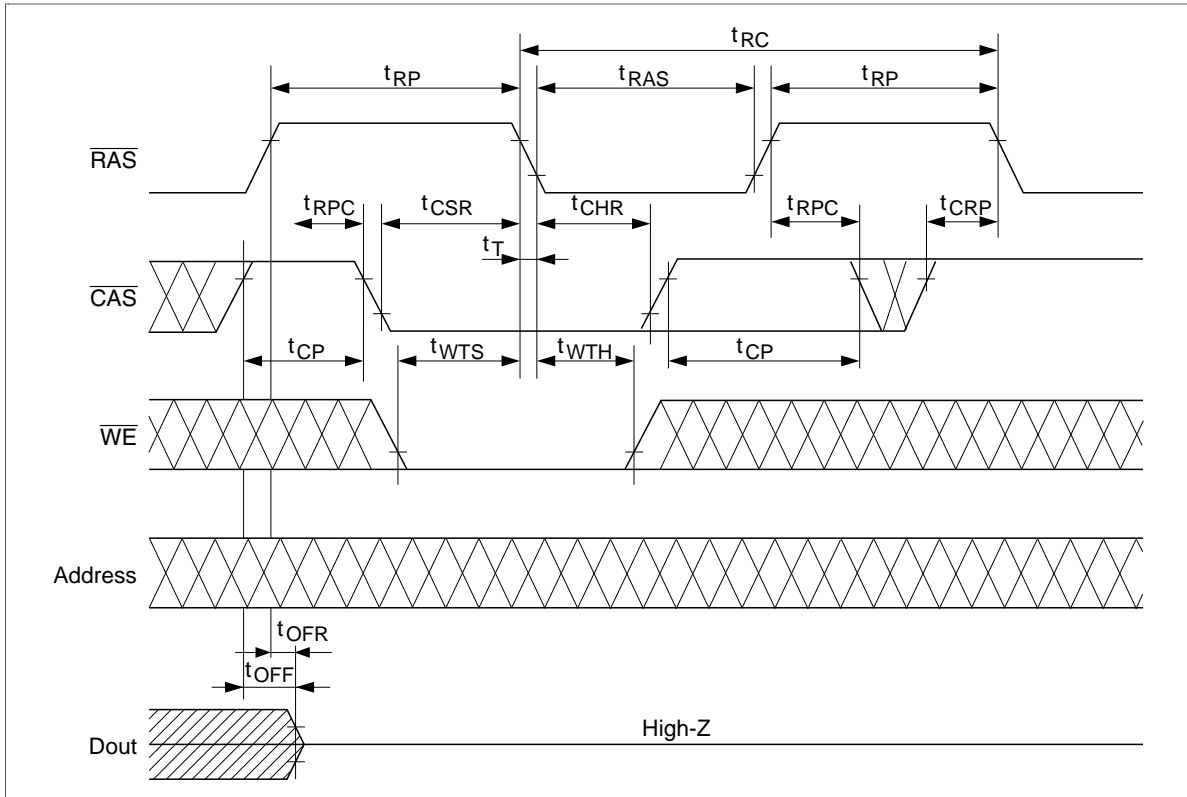 tRC
tRP tRAS tRP
RAS
tRPC tCSR tCHR tRPC tCRP
tT
CAS
tCP tWTS tWTH tCP
WE
Address
tOFR
tOFF
High-Z
Dout